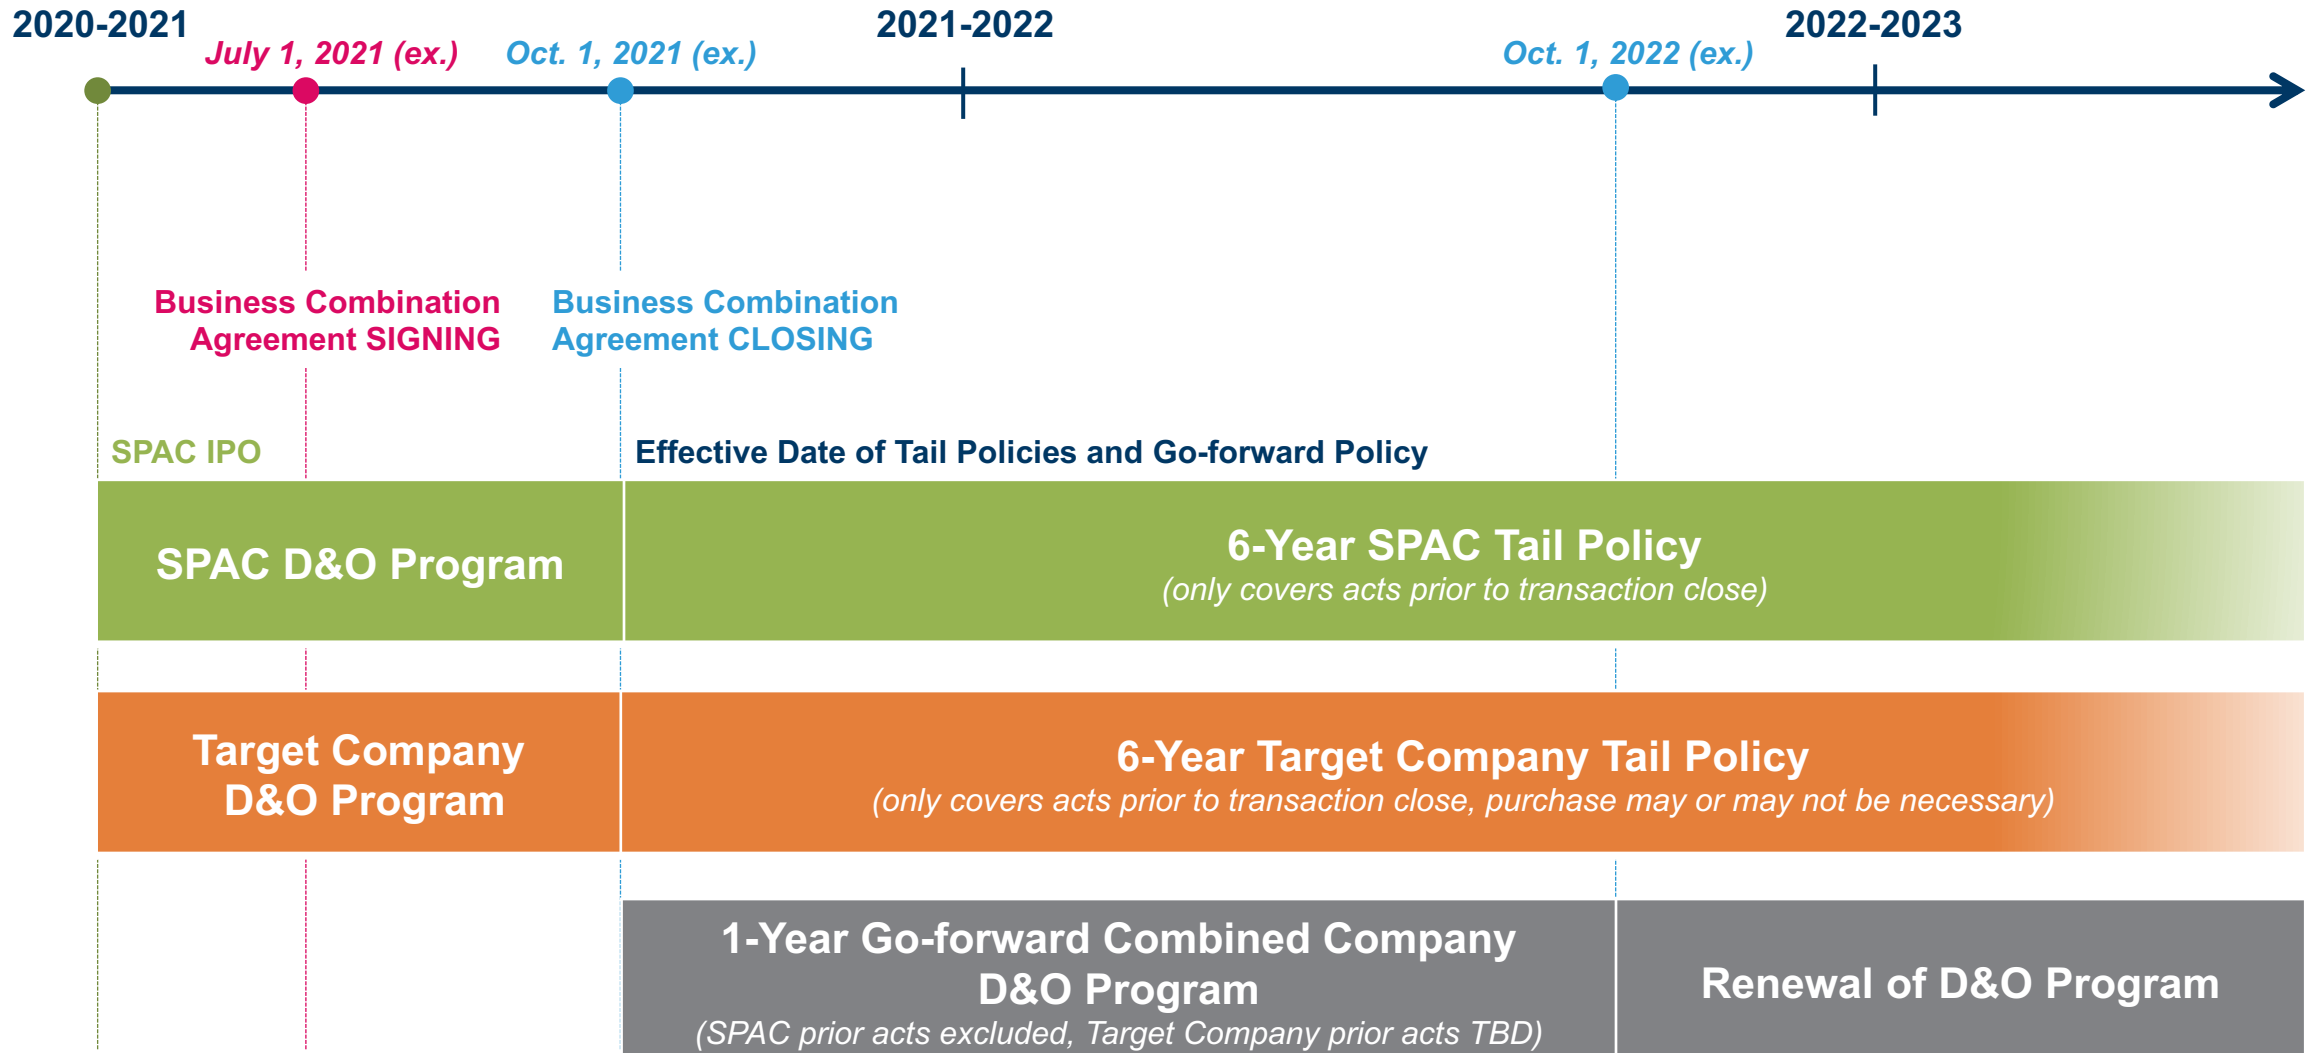 2020-2021
2021-2022
2022-2023
July 1, 2021 (ex.)
Oct. 1, 2021 (ex.)
Oct. 1, 2022 (ex.)
Business Combination
Agreement SIGNING
Business Combination
Agreement CLOSING
SPAC IPO
Effective Date of Tail Policies and Go-forward Policy
SPAC D&O Program
6-Year SPAC Tail Policy
(only covers acts prior to transaction close)
Target Company
D&O Program
6-Year Target Company Tail Policy
(only covers acts prior to transaction close, purchase may or may not be necessary)
1-Year Go-forward Combined Company
D&O Program
(SPAC prior acts excluded, Target Company prior acts TBD)
Renewal of D&O Program